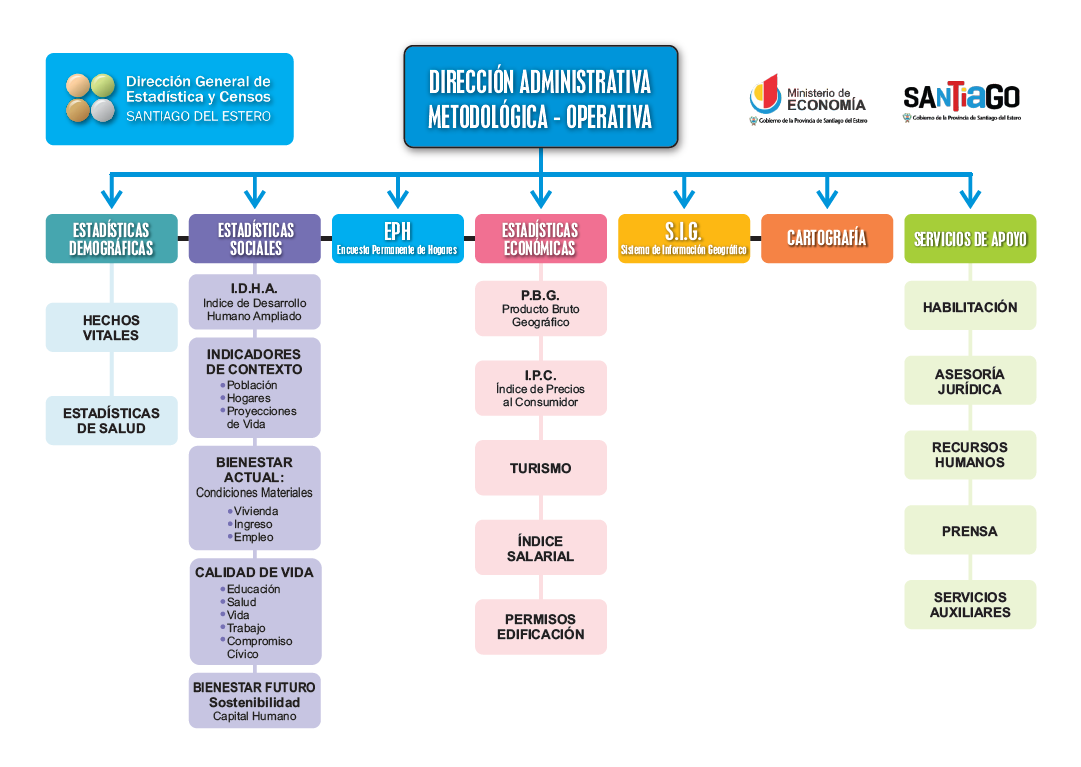 Dirección General de
Estadística y Censos
SANTIAGO DEL ESTERO
DIRECCIÓN ADMINISTRATIVA
METODOLÓGICA - OPERATIVA
Ministerio de
ECONOMÍA
Gobierno de la Provincia de Santiago del Estero
SANTIAGO
Gobierno de la Provincia de Santiago del Estero
ESTADÍSTICAS
DEMOGRÁFICAS
HECHOS
VITALES
ESTADÍSTICAS
DE SALUD
ESTADÍSTICAS
SOCIALES
I.D.H.A.
Indice de Desarrollo
Humano Ampliado
INDICADORES
DE CONTEXTO
• Población
• Hogares
• Proyecciones
de Vida
BIENESTAR
ACTUAL:
Condiciones Materiales
• Vivienda
• Ingreso
• Empleo
CALIDAD DE VIDA
• Educación
• Salud
• Vida
• Trabajo
• Compromiso
Cívico
BIENESTAR FUTURO
Sostenibilidad
Capital Humano
EPH
Encuesta Permanente de Hogares
ESTADÍSTICAS
ECONÓMICAS
P.B.G.
Producto Bruto
Geográfico
I.P.C.
Índice de Precios
al Consumidor
TURISMO
ÍNDICE
SALARIAL
PERMISOS
EDIFICACIÓN
S.I.G.
Sistema de Información Geográfico
CARTOGRAFÍA
SERVICIOS DE APOYO
HABILITACIÓN
ASESORÍA
JURÍDICA
RECURSOS
HUMANOS
PRENSA
SERVICIOS
AUXILIARES